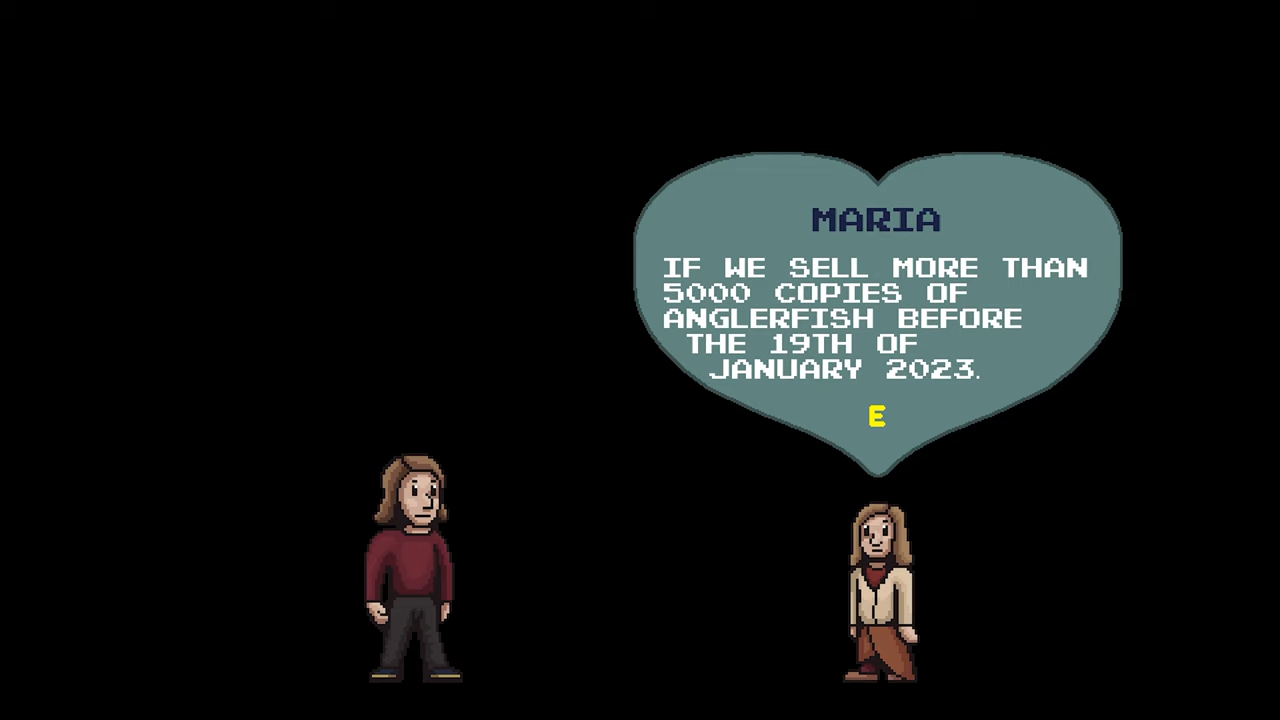 MARIA
IF WE SELL MORE THAN
5000 COPIES OF
ANGLERFISH BEFORE
THE 19TH OF
JANUARY 2023.
E